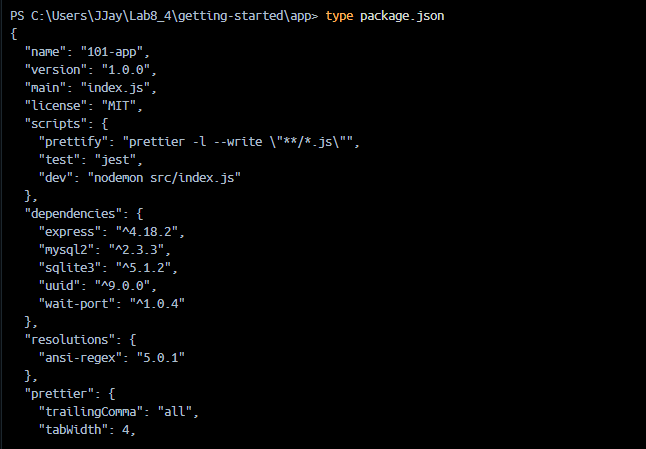 PS C:\Users\JJay\Lab8_4\getting-started\app> type package.json
{
  "name": "101-app",
  "version": "1.0.0",
  "main": "index.js",
  "license": "MIT",
  "scripts": {
    "prettify": "prettier -l --write \"**/*.js\"",
    "test": "jest",
    "dev": "nodemon src/index.js"
  },
  "dependencies": {
    "express": "^4.18.2",
    "mysql2": "^2.3.3",
    "sqlite3": "^5.1.2",
    "uuid": "^9.0.0",
    "wait-port": "^1.0.4"
  },
  "resolutions": {
    "ansi-regex": "5.0.1"
  },
  "prettier": {
    "trailingComma": "all",
    "tabWidth": 4,